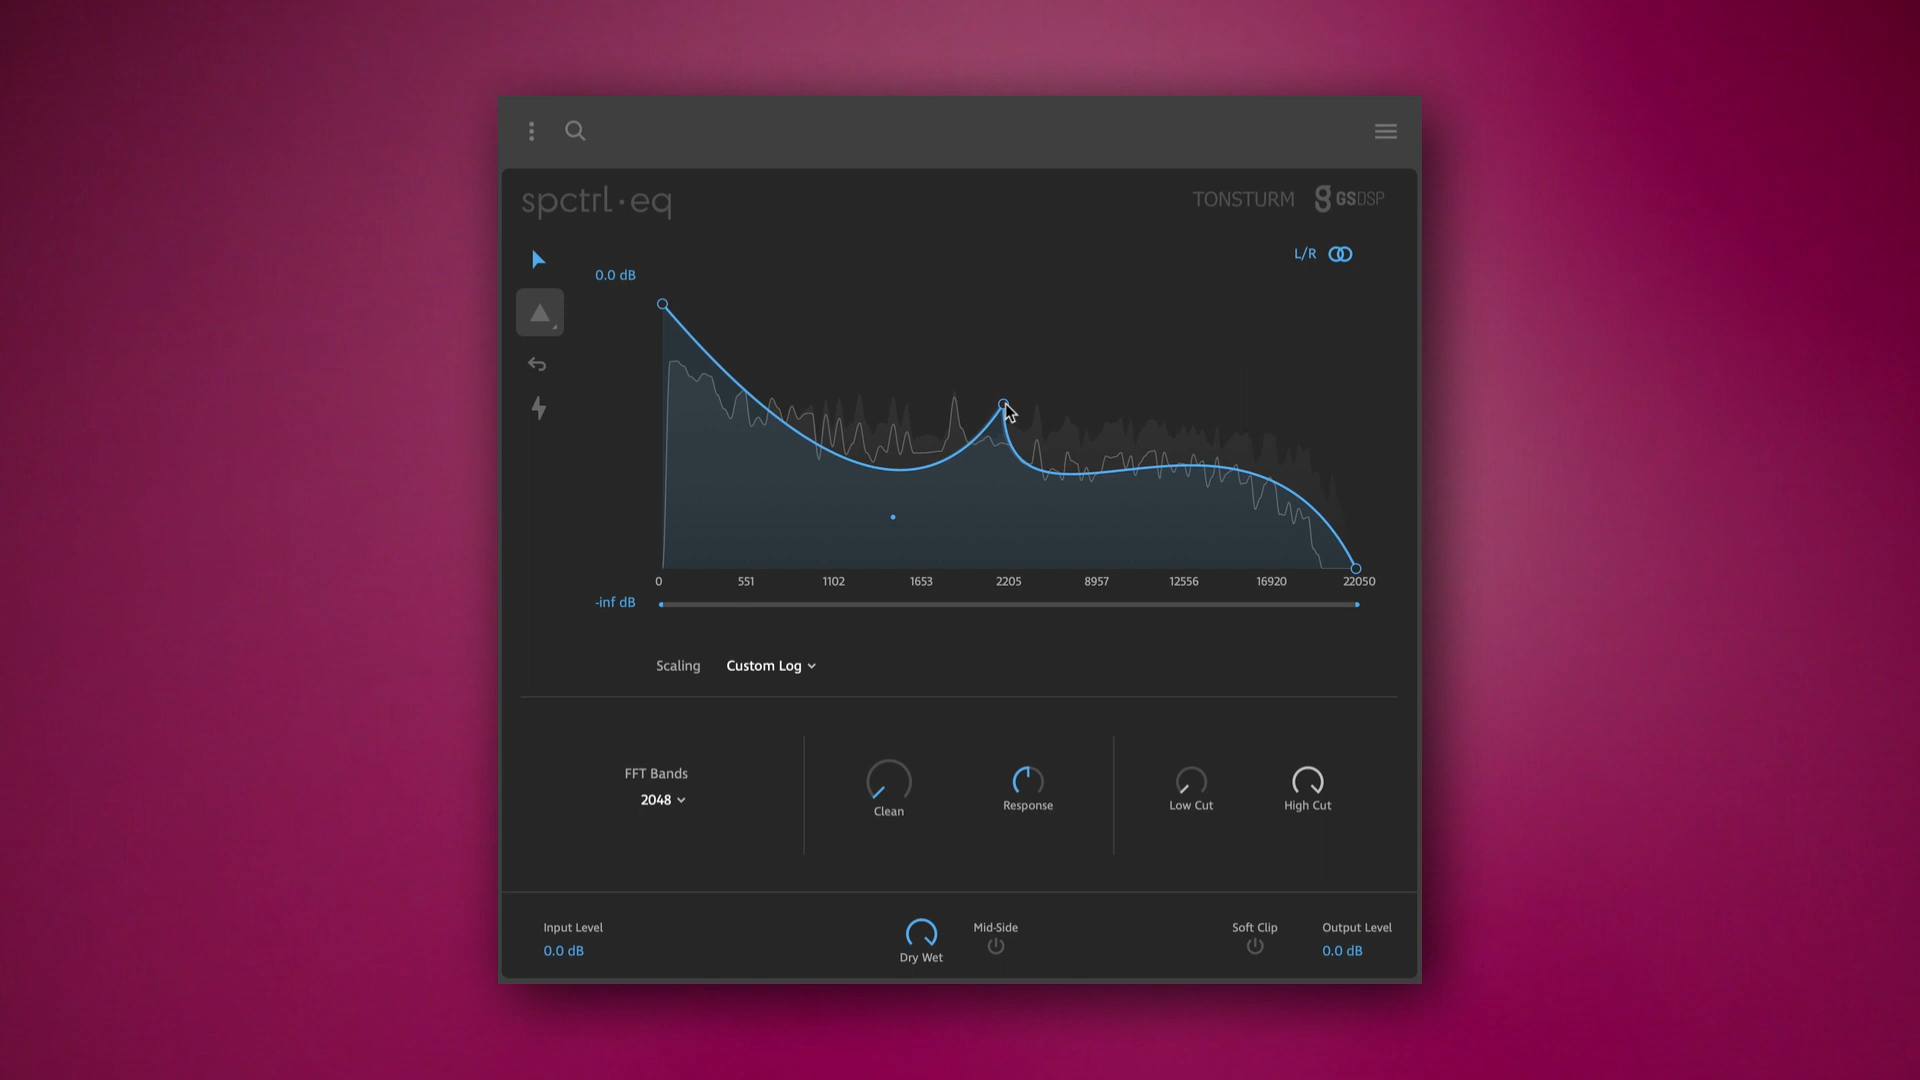 spctrl·eq
TONSTURM
g GSDSP
L/R
0.0 dB
0 551 1102 1653 2205 8957 12556 16920 22050
-inf dB
Scaling Custom Log
FFT Bands
2048
Clean
Response
Low Cut
High Cut
Input Level
0.0 dB
Dry Wet
Mid-Side
Soft Clip
Output Level
0.0 dB